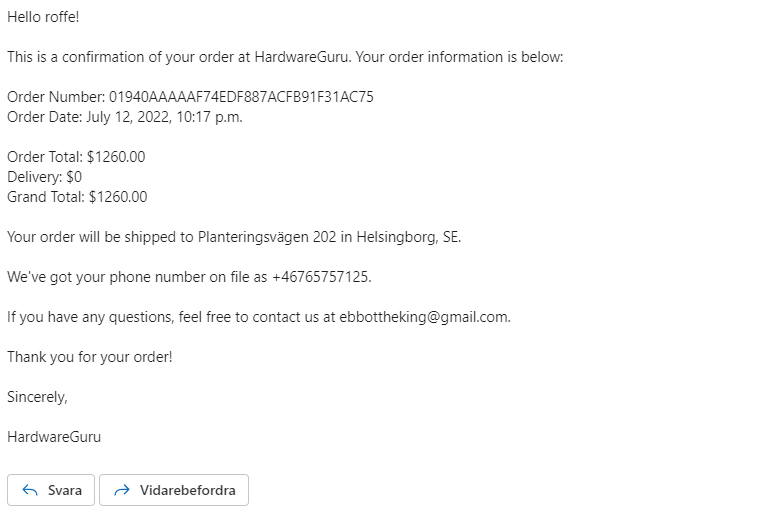 Hello roffe!
This is a confirmation of your order at HardwareGuru. Your order information is below:
Order Number: 01940AAAAAF74EDF887ACFB91F31AC75
Order Date: July 12, 2022, 10:17 p.m.
Order Total: $1260.00
Delivery: $0
Grand Total: $1260.00
Your order will be shipped to Planteringsvägen 202 in Helsingborg, SE.
We've got your phone number on file as +46765757125.
If you have any questions, feel free to contact us at ebbottheking@gmail.com.
Thank you for your order!
Sincerely,
HardwareGuru
Svara
Vidarebefordra